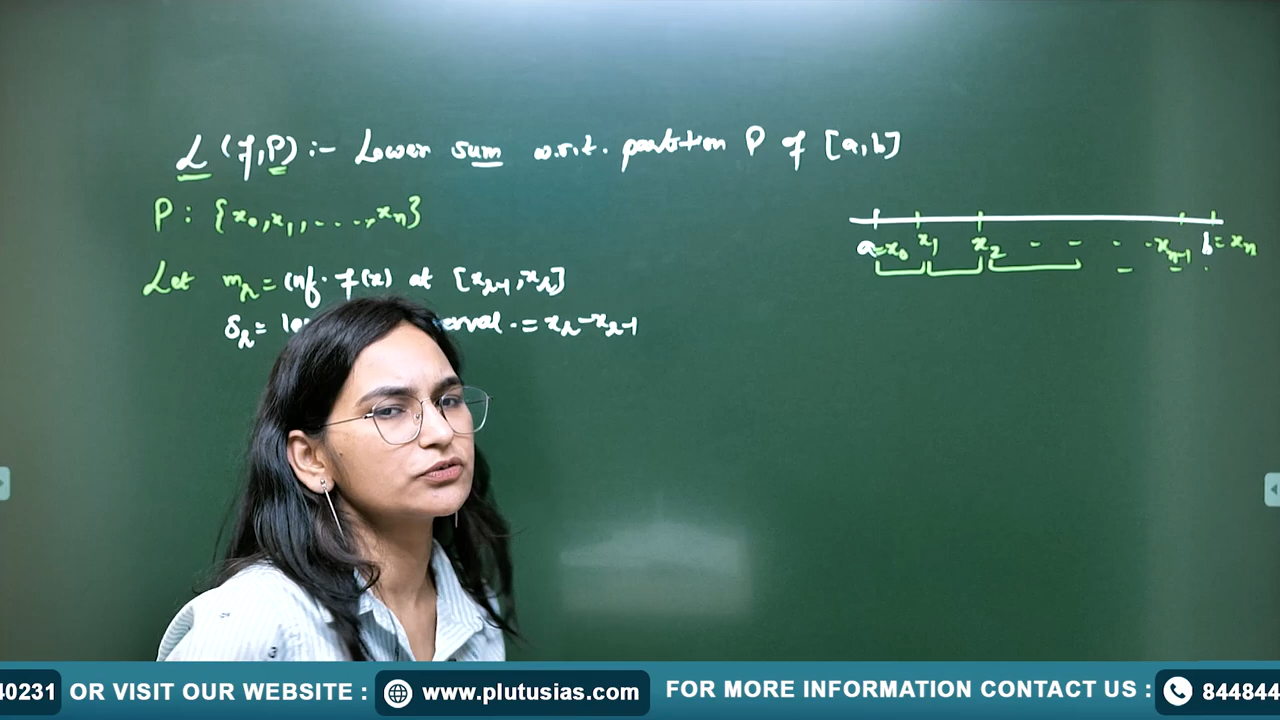 L (f,P) :- Lower sum w.r.t. partition P of [a,b]
P : {x₀,x₁, . . . .,xₙ}
a=x₀ x₁ x₂ - - - - xₙ₋₁ b=xₙ
Let mᵣ = inf. f(x) at [xᵣ₋₁,xᵣ]
δᵣ = = xᵣ-xᵣ₋₁
40231 OR VISIT OUR WEBSITE : www.plutusias.com FOR MORE INFORMATION CONTACT US : 844844